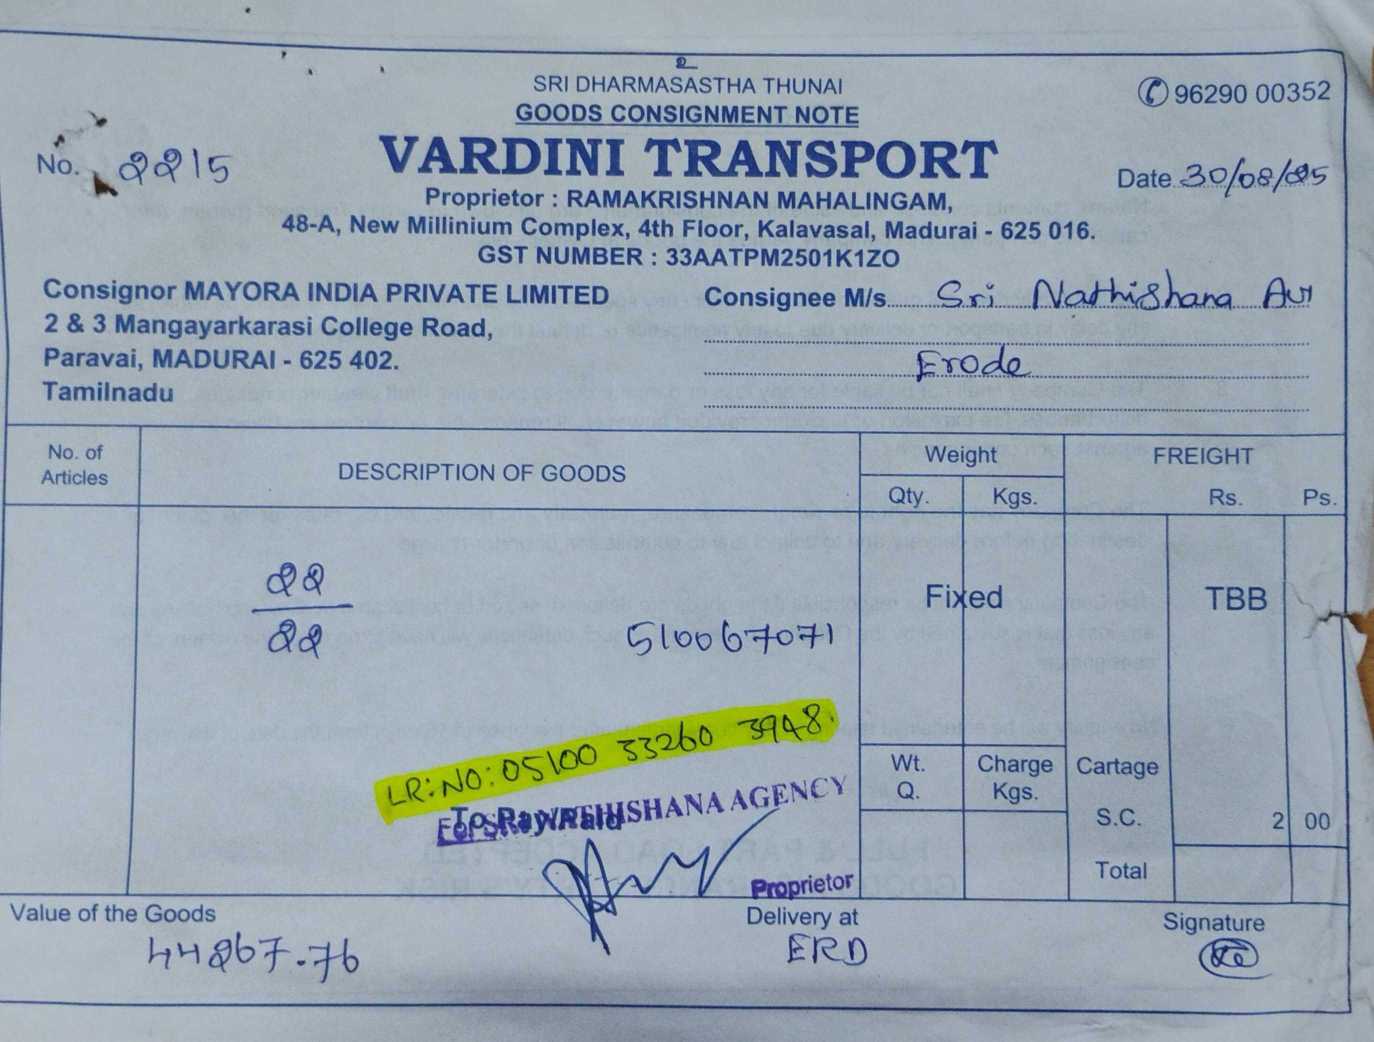 SRI DHARMASASTHA THUNAI
96290 00352
GOODS CONSIGNMENT NOTE
VARDINI TRANSPORT
No. 2215
Date 30/08/25
Proprietor : RAMAKRISHNAN MAHALINGAM,
48-A, New Millinium Complex, 4th Floor, Kalavasal, Madurai - 625 016.
GST NUMBER : 33AATPM2501K1ZO
Consignor MAYORA INDIA PRIVATE LIMITED
2 & 3 Mangayarkarasi College Road,
Paravai, MADURAI - 625 402.
Tamilnadu
Consignee M/s. Sri Nathishana
Erode
No. of Articles
DESCRIPTION OF GOODS
Weight
Qty. Kgs.
FREIGHT
Rs. Ps.
22
22
510067071
Fixed
TBB
LR:NO: 05100 33260 3948
To Pay/Paid
For SRI NATHISHANA AGENCY
Proprietor
Wt. Q.
Charge Kgs.
Cartage
S.C. 2 00
Total
Value of the Goods
44267.76
Delivery at
ERD
Signature